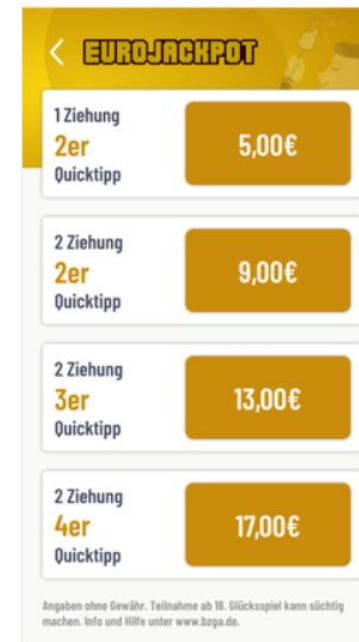 EUROJACKPOT
1 Ziehung
2er
Quicktipp
5,00€
2 Ziehung
2er
Quicktipp
9,00€
2 Ziehung
3er
Quicktipp
13,00€
2 Ziehung
4er
Quicktipp
17,00€
Angaben ohne Gewähr. Teilnahme ab 18. Glücksspiel kann süchtig
machen. Info und Hilfe unter www.bzga.de.